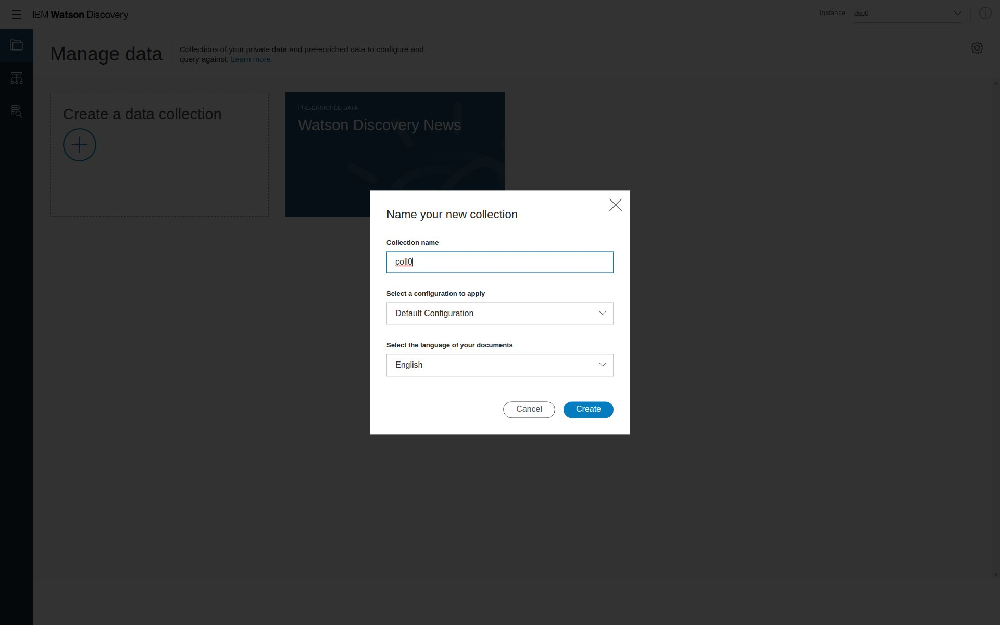 IBM Watson Discovery
Instance
dsc0
Manage data
Collections of your private data and pre-enriched data to configure and
query against. Learn more.
Create a data collection
PRE-ENRICHED DATA
Watson Discovery News
Name your new collection
Collection name
coll0
Select a configuration to apply
Default Configuration
Select the language of your documents
English
Cancel
Create